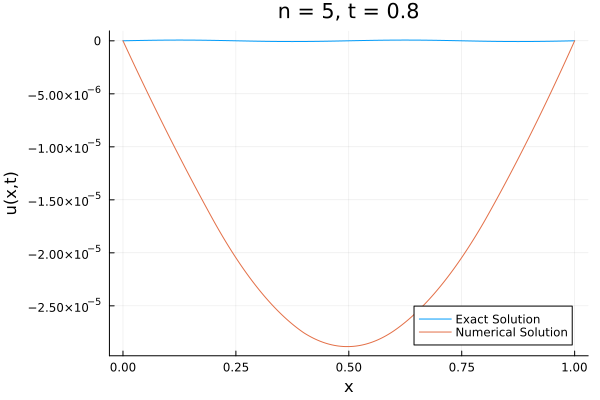 n = 5, t = 0.8
0
−5.00×10⁻⁶
−1.00×10⁻⁵
−1.50×10⁻⁵
−2.00×10⁻⁵
−2.50×10⁻⁵
u(x,t)
Exact Solution
Numerical Solution
0.00 0.25 0.50 0.75 1.00
x